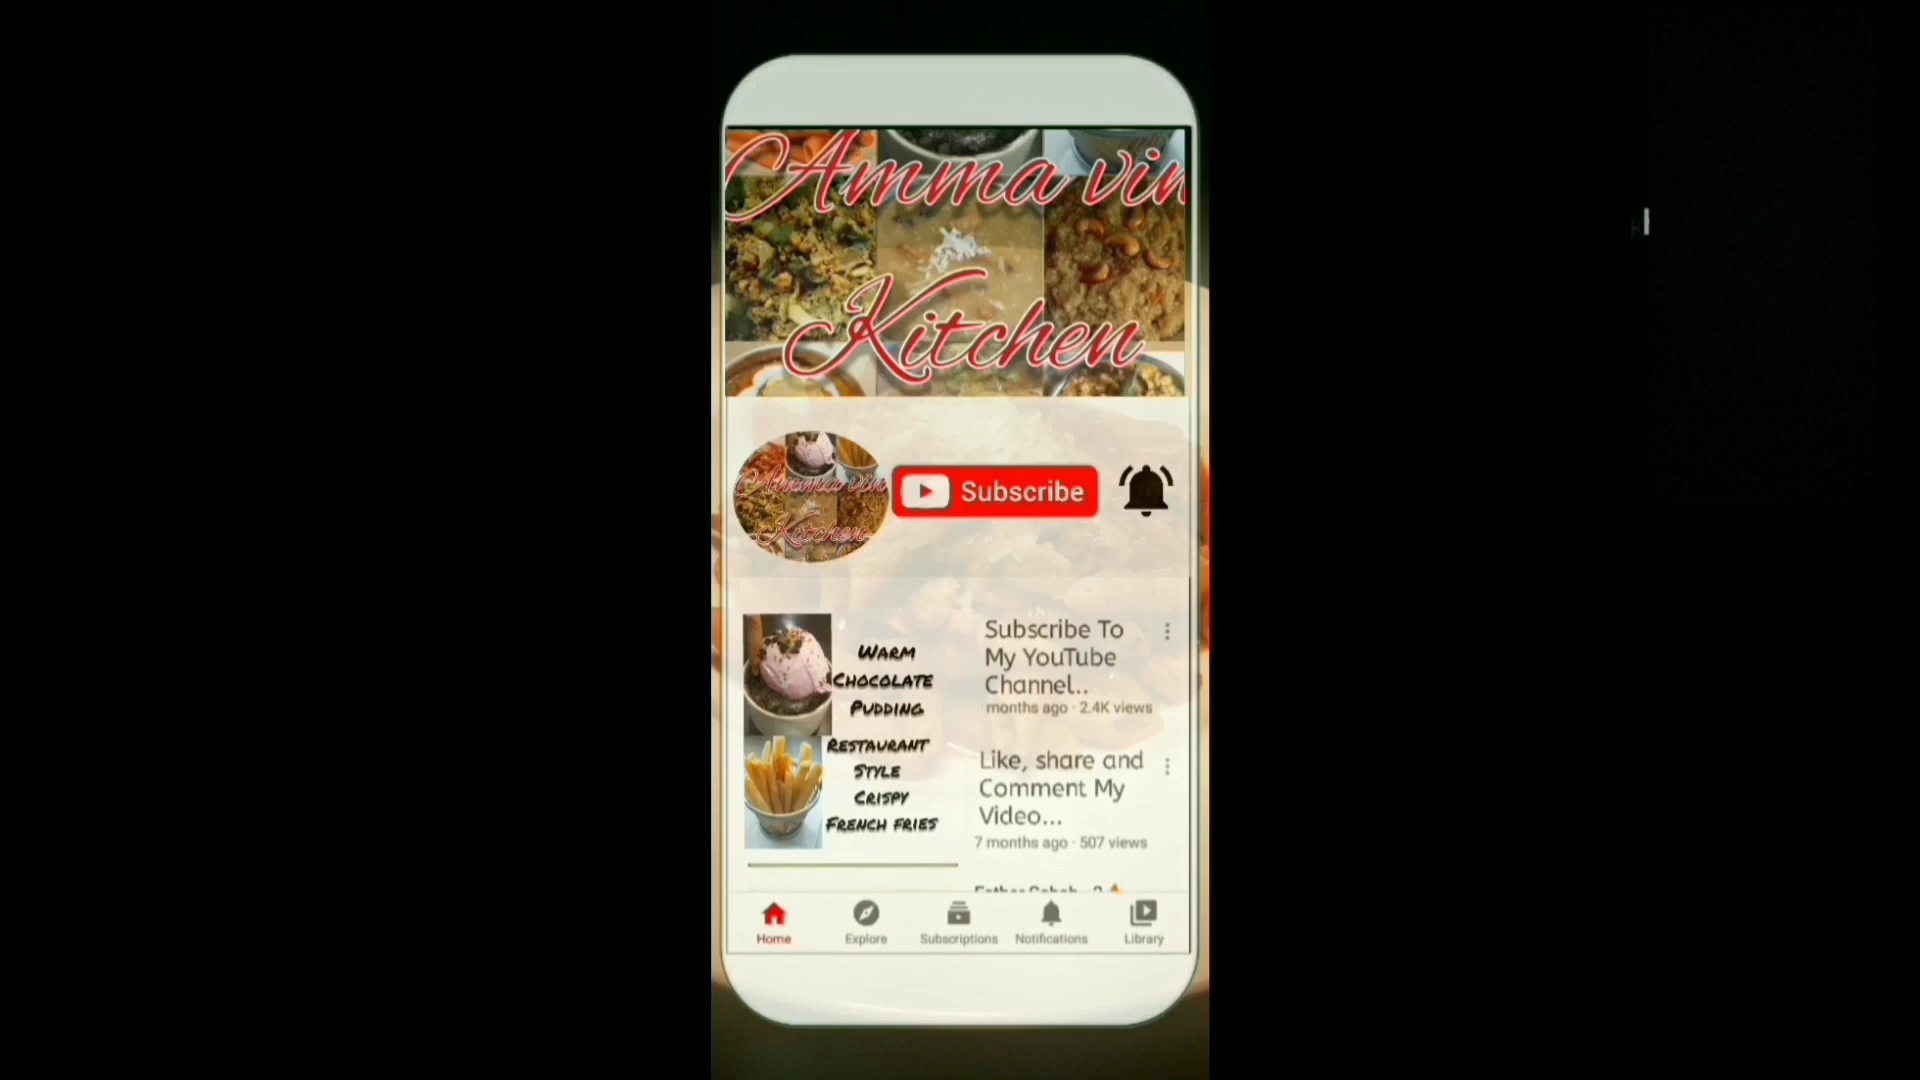 Amma vin
Kitchen
Amma vin
Kitchen
Subscribe
WARM
CHOCOLATE
PUDDING
Subscribe To
My YouTube
Channel..
months ago · 2.4K views
RESTAURANT
STYLE
CRISPY
FRENCH FRIES
Like, share and
Comment My
Video...
7 months ago · 507 views
Home
Explore
Subscriptions
Notifications
Library